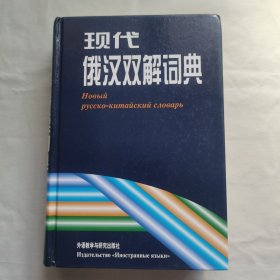 现代
俄汉双解词典
Новый
русско-китайский словарь
外语教学与研究出版社
Издательство «Иностранные языки»